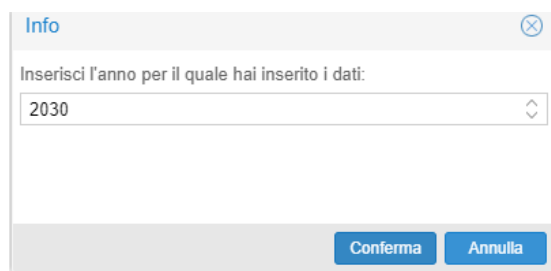 Info
Inserisci l'anno per il quale hai inserito i dati:
2030
Conferma Annulla